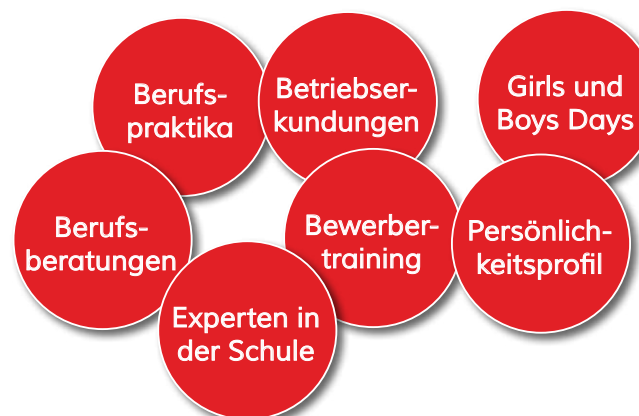 Berufs-
praktika
Betriebser-
kundungen
Girls und
Boys Days
Berufs-
beratungen
Bewerber-
training
Persönlich-
keitsprofil
Experten in
der Schule